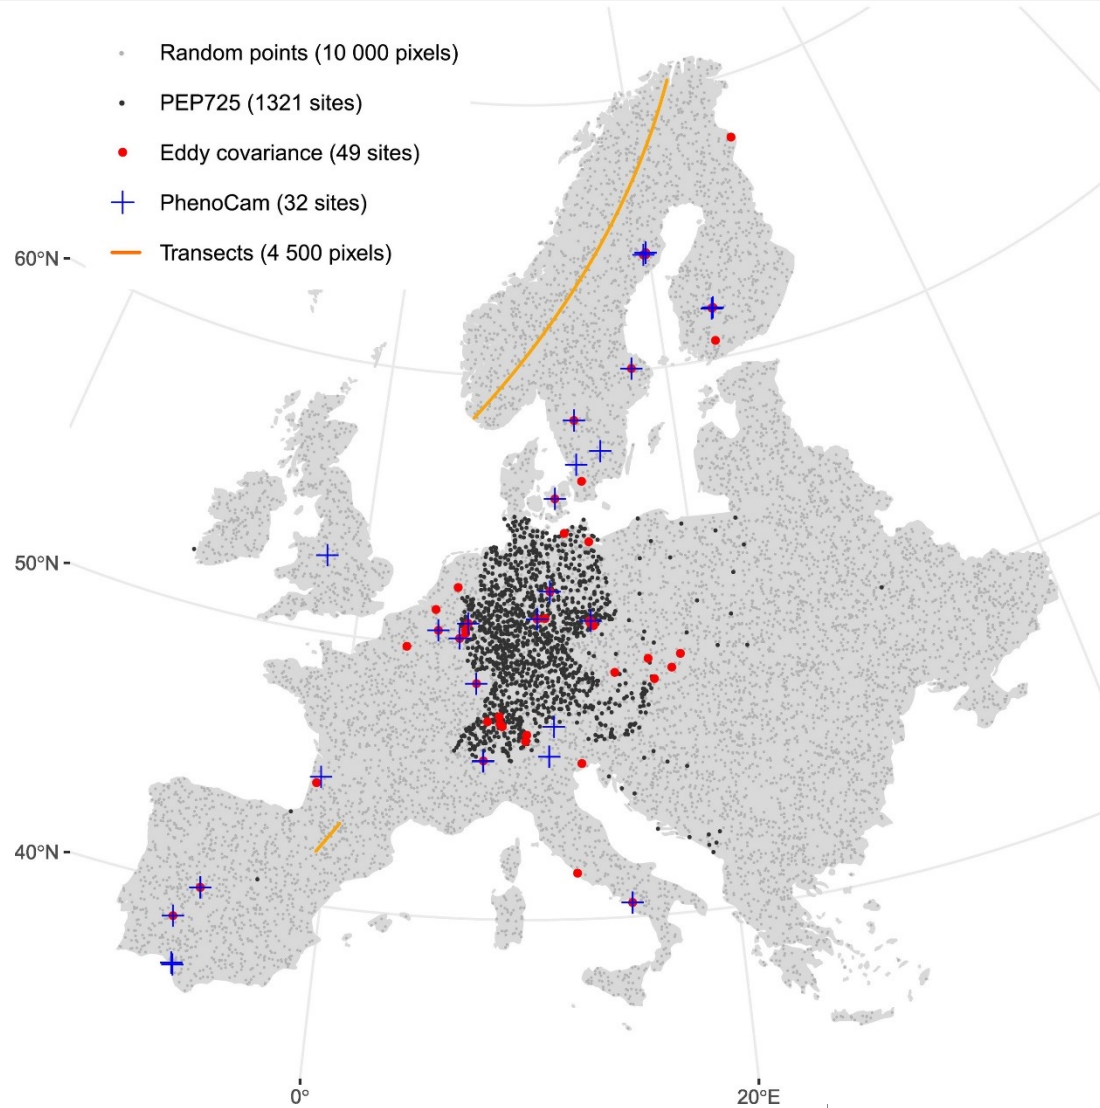 Random points (10 000 pixels)
PEP725 (1321 sites)
Eddy covariance (49 sites)
PhenoCam (32 sites)
Transects (4 500 pixels)
60°N
50°N
40°N
0°
20°E